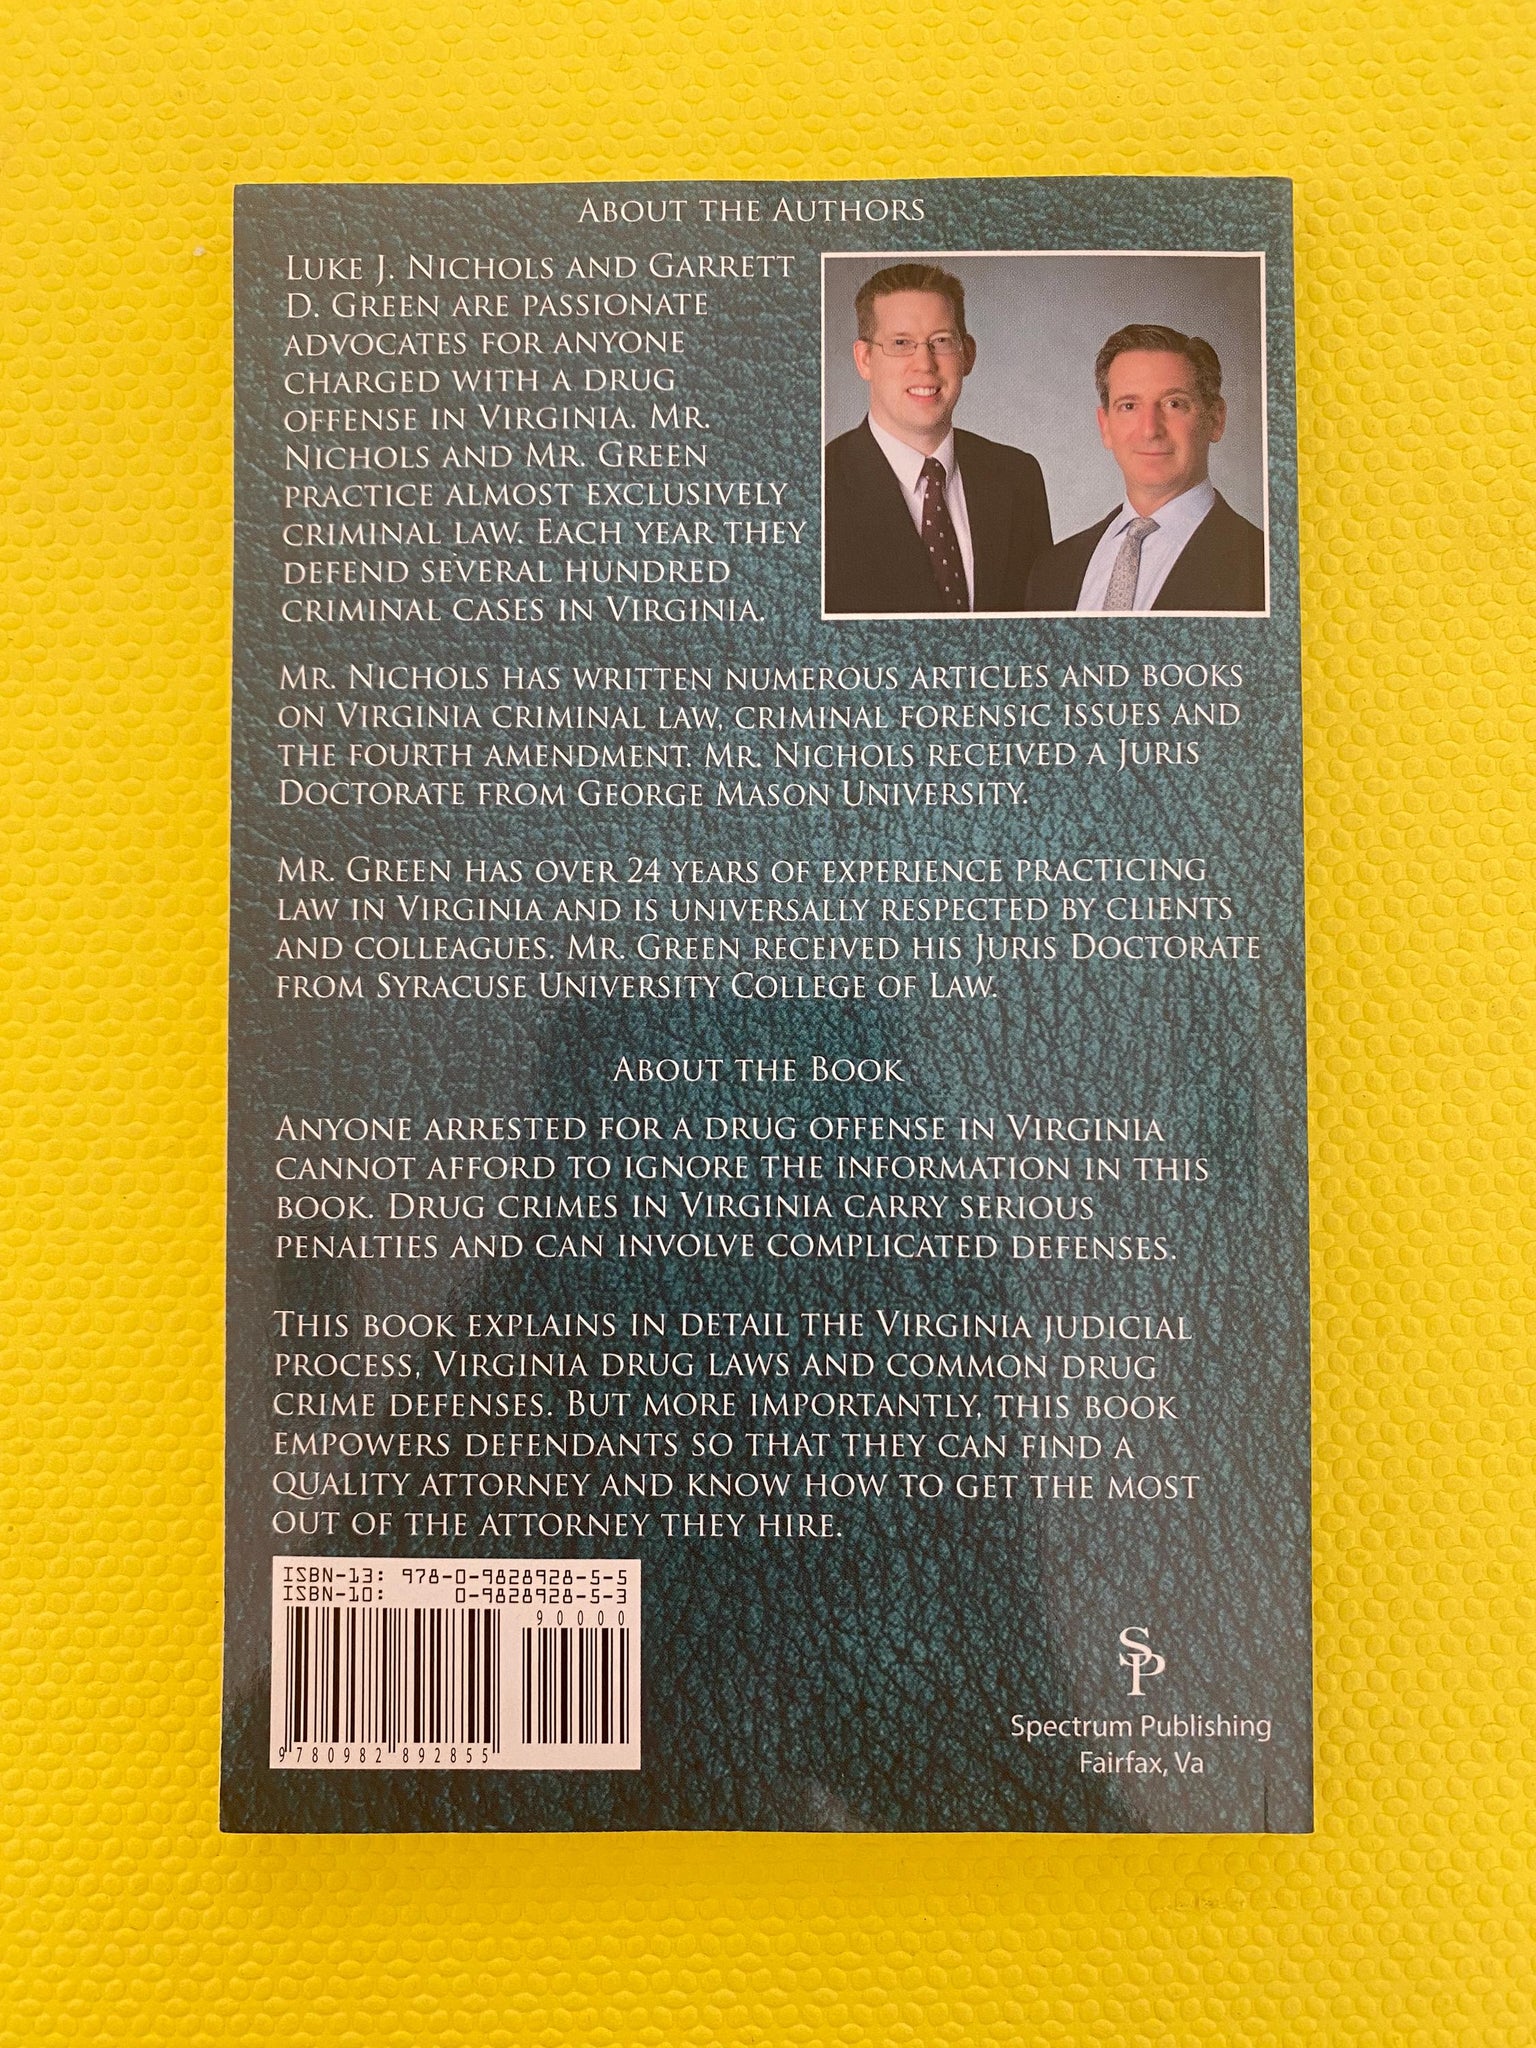 ABOUT THE AUTHORS
LUKE J. NICHOLS AND GARRETT
D. GREEN ARE PASSIONATE
ADVOCATES FOR ANYONE
CHARGED WITH A DRUG
OFFENSE IN VIRGINIA. MR.
NICHOLS AND MR. GREEN
PRACTICE ALMOST EXCLUSIVELY
CRIMINAL LAW. EACH YEAR THEY
DEFEND SEVERAL HUNDRED
CRIMINAL CASES IN VIRGINIA.
MR. NICHOLS HAS WRITTEN NUMEROUS ARTICLES AND BOOKS
ON VIRGINIA CRIMINAL LAW, CRIMINAL FORENSIC ISSUES AND
THE FOURTH AMENDMENT. MR. NICHOLS RECEIVED A JURIS
DOCTORATE FROM GEORGE MASON UNIVERSITY.
MR. GREEN HAS OVER 24 YEARS OF EXPERIENCE PRACTICING
LAW IN VIRGINIA AND IS UNIVERSALLY RESPECTED BY CLIENTS
AND COLLEAGUES. MR. GREEN RECEIVED HIS JURIS DOCTORATE
FROM SYRACUSE UNIVERSITY COLLEGE OF LAW.
ABOUT THE BOOK
ANYONE ARRESTED FOR A DRUG OFFENSE IN VIRGINIA
CANNOT AFFORD TO IGNORE THE INFORMATION IN THIS
BOOK. DRUG CRIMES IN VIRGINIA CARRY SERIOUS
PENALTIES AND CAN INVOLVE COMPLICATED DEFENSES.
THIS BOOK EXPLAINS IN DETAIL THE VIRGINIA JUDICIAL
PROCESS, VIRGINIA DRUG LAWS AND COMMON DRUG
CRIME DEFENSES. BUT MORE IMPORTANTLY, THIS BOOK
EMPOWERS DEFENDANTS SO THAT THEY CAN FIND A
QUALITY ATTORNEY AND KNOW HOW TO GET THE MOST
OUT OF THE ATTORNEY THEY HIRE.
ISBN-13: 978-0-9828928-5-5
ISBN-10: 0-9828928-5-3
90000
9 780982 892855
SP
Spectrum Publishing
Fairfax, Va